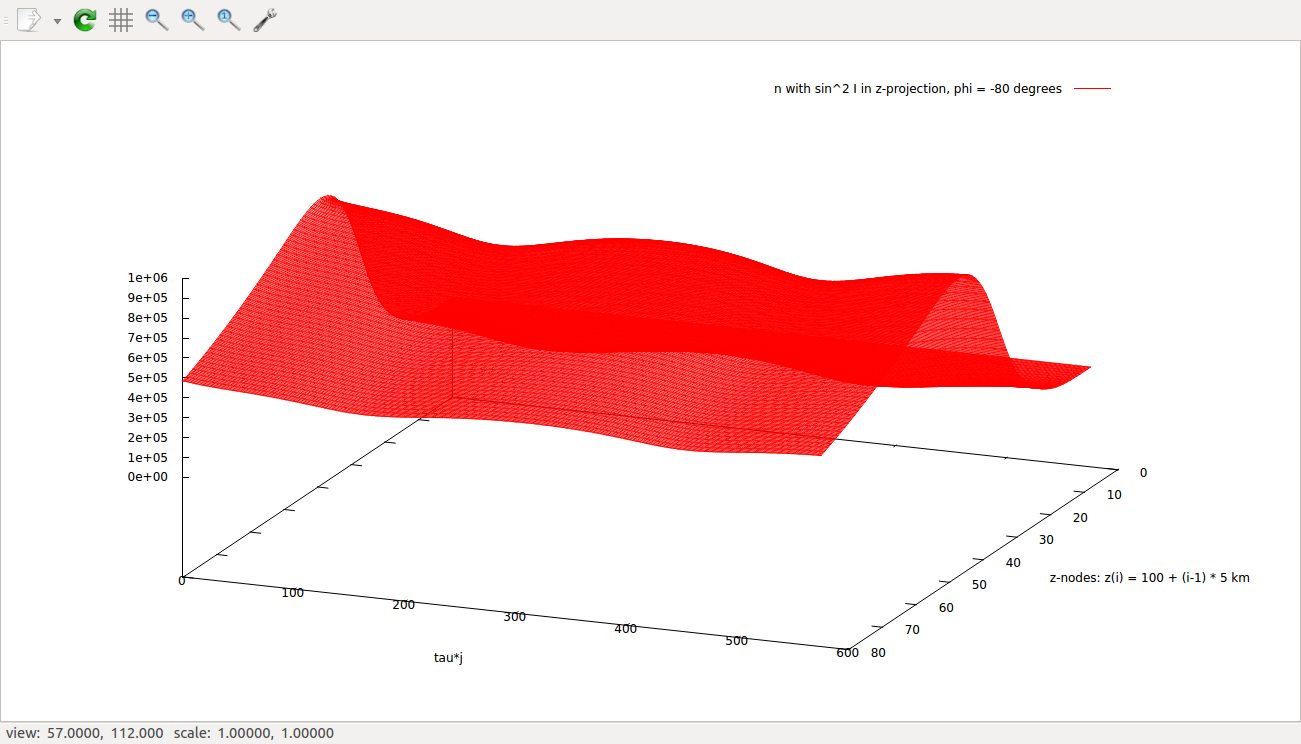 n with sin^2 I in z-projection, phi = -80 degrees
1e+06
9e+05
8e+05
7e+05
6e+05
5e+05
4e+05
3e+05
2e+05
1e+05
0e+00
0
100
200
300
400
500
600
0
10
20
30
40
50
60
70
80
z-nodes: z(i) = 100 + (i-1) * 5 km
tau*j
view: 57.0000, 112.000 scale: 1.00000, 1.00000